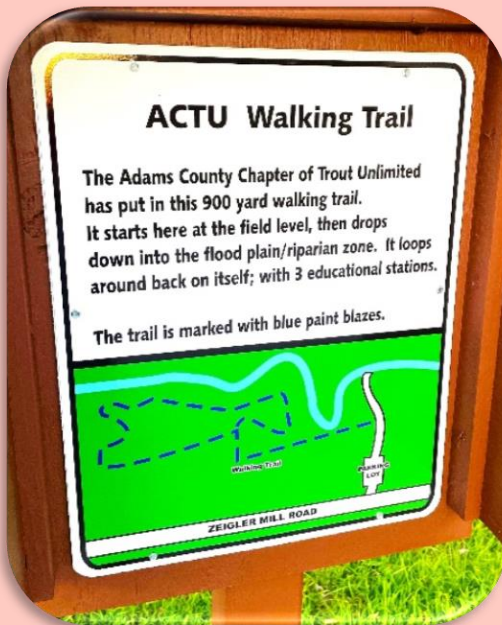 ACTU Walking Trail
The Adams County Chapter of Trout Unlimited
has put in this 900 yard walking trail.
It starts here at the field level, then drops
down into the flood plain/riparian zone. It loops
around back on itself; with 3 educational stations.
The trail is marked with blue paint blazes.
Walking Trail
PARKING
LOT
ZEIGLER MILL ROAD